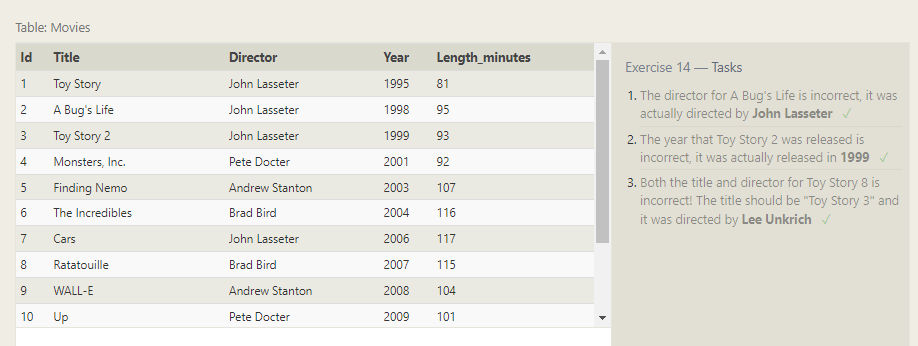 Table: Movies
Id Title Director Year Length_minutes
1 Toy Story John Lasseter 1995 81
2 A Bug's Life John Lasseter 1998 95
3 Toy Story 2 John Lasseter 1999 93
4 Monsters, Inc. Pete Docter 2001 92
5 Finding Nemo Andrew Stanton 2003 107
6 The Incredibles Brad Bird 2004 116
7 Cars John Lasseter 2006 117
8 Ratatouille Brad Bird 2007 115
9 WALL-E Andrew Stanton 2008 104
10 Up Pete Docter 2009 101
Exercise 14 — Tasks
1. The director for A Bug's Life is incorrect, it was
actually directed by John Lasseter ✓
2. The year that Toy Story 2 was released is
incorrect, it was actually released in 1999 ✓
3. Both the title and director for Toy Story 8 is
incorrect! The title should be "Toy Story 3" and
it was directed by Lee Unkrich ✓